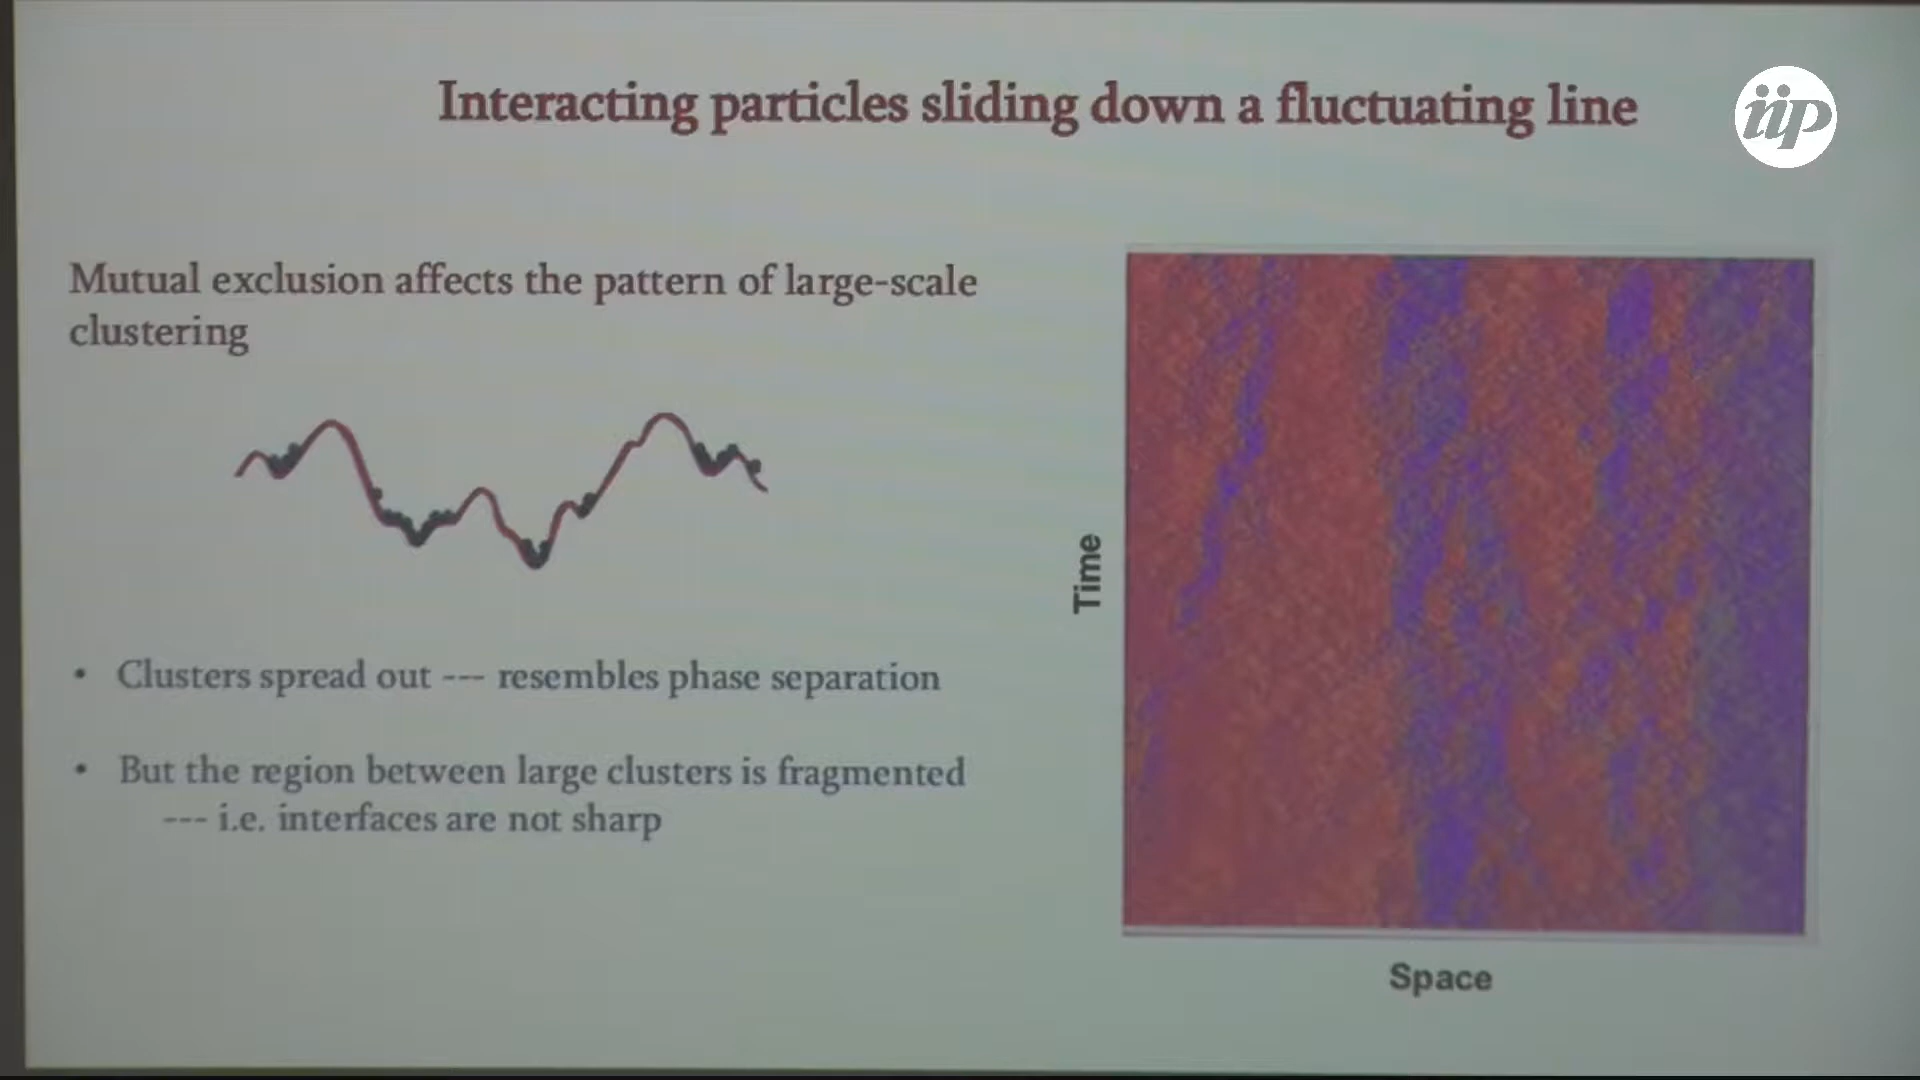 Interacting particles sliding down a fluctuating line
iip
Mutual exclusion affects the pattern of large-scale
clustering
• Clusters spread out --- resembles phase separation
• But the region between large clusters is fragmented
--- i.e. interfaces are not sharp
Time
Space